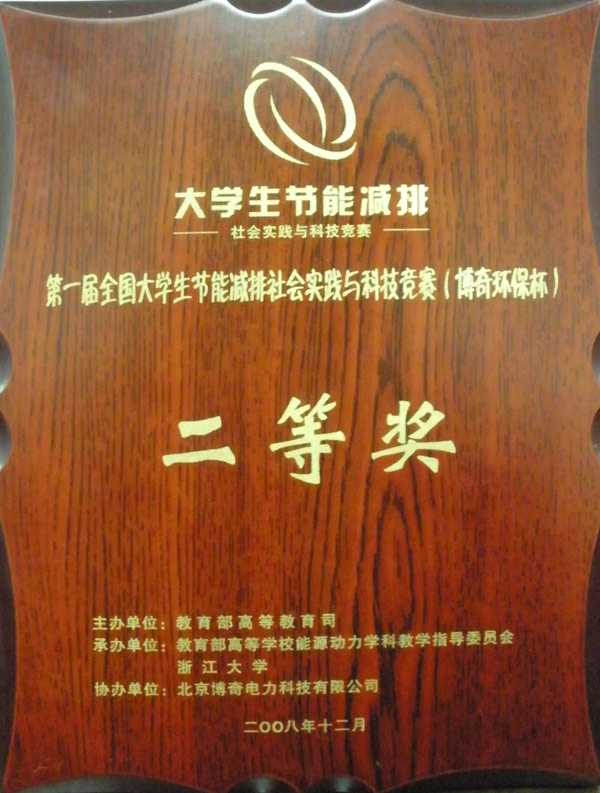 大学生节能减排
社会实践与科技竞赛
第一届全国大学生节能减排社会实践与科技竞赛（博奇环保杯）
二等奖
主办单位：教育部高等教育司
承办单位：教育部高等学校能源动力学科教学指导委员会
浙江大学
协办单位：北京博奇电力科技有限公司
二〇〇八年十二月